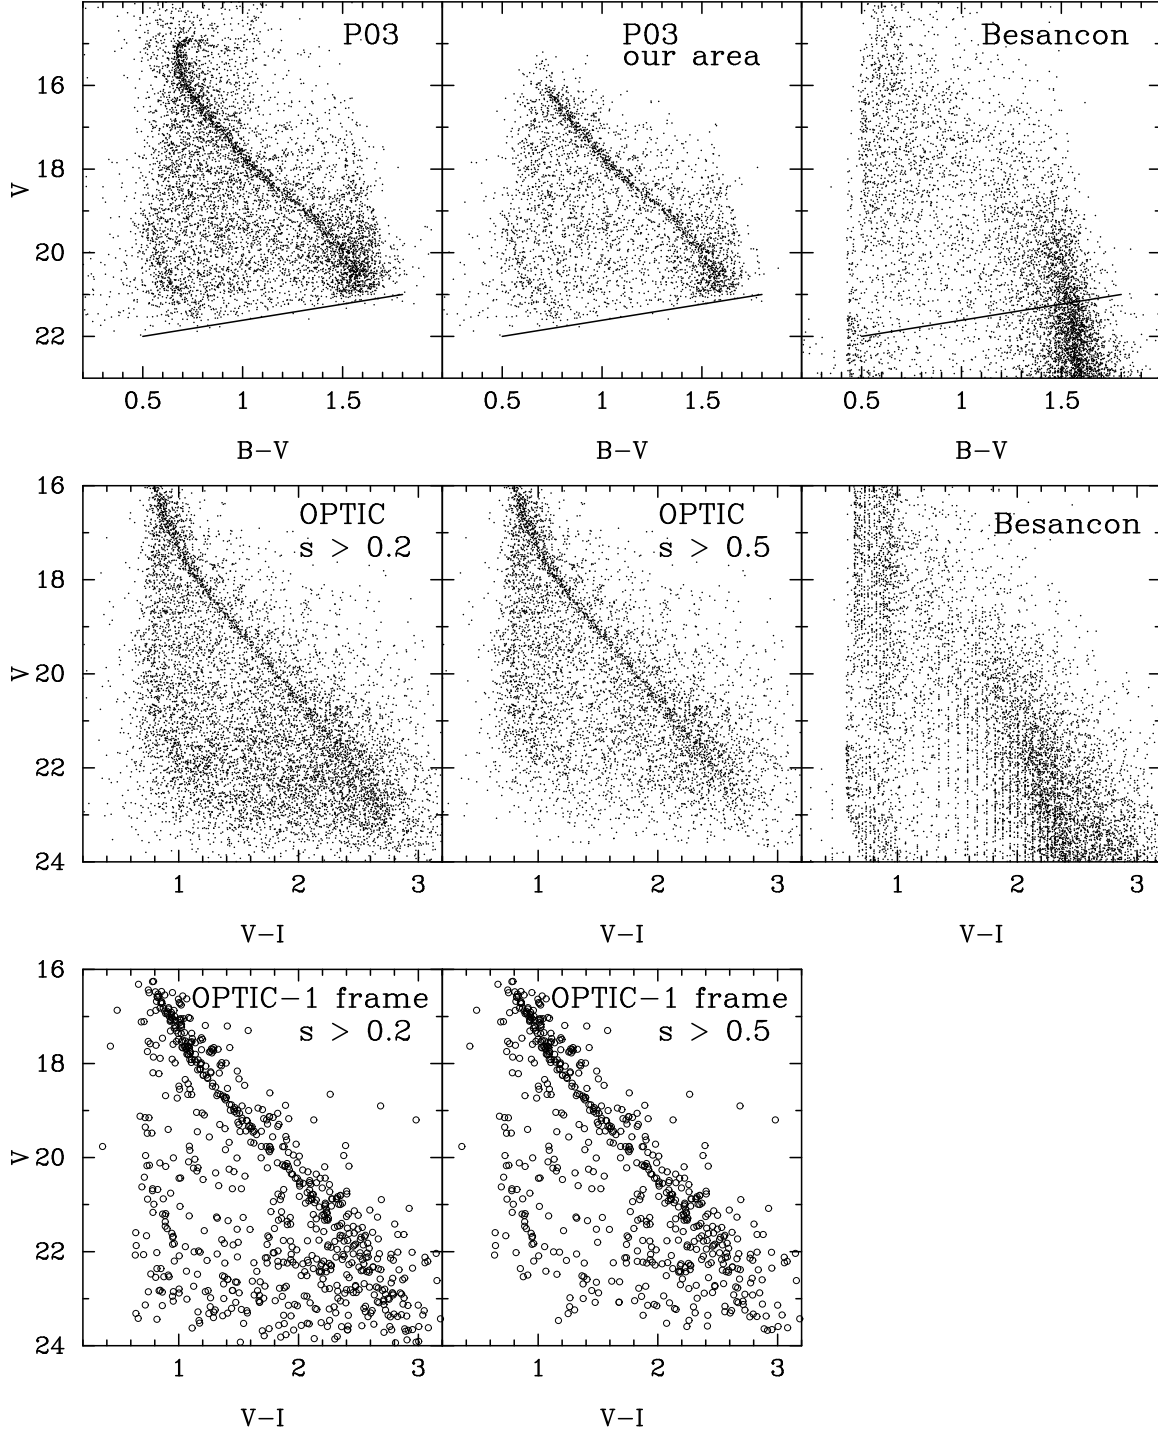 P03
P03
our area
Besancon
V
16
18
20
22
0.5 1 1.5
0.5 1 1.5
0.5 1 1.5
B−V
B−V
B−V
OPTIC
s > 0.2
OPTIC
s > 0.5
Besancon
V
16
18
20
22
24
1 2 3
1 2 3
1 2 3
V−I
V−I
V−I
OPTIC−1 frame
s > 0.2
OPTIC−1 frame
s > 0.5
V
16
18
20
22
24
1 2 3
1 2 3
V−I
V−I